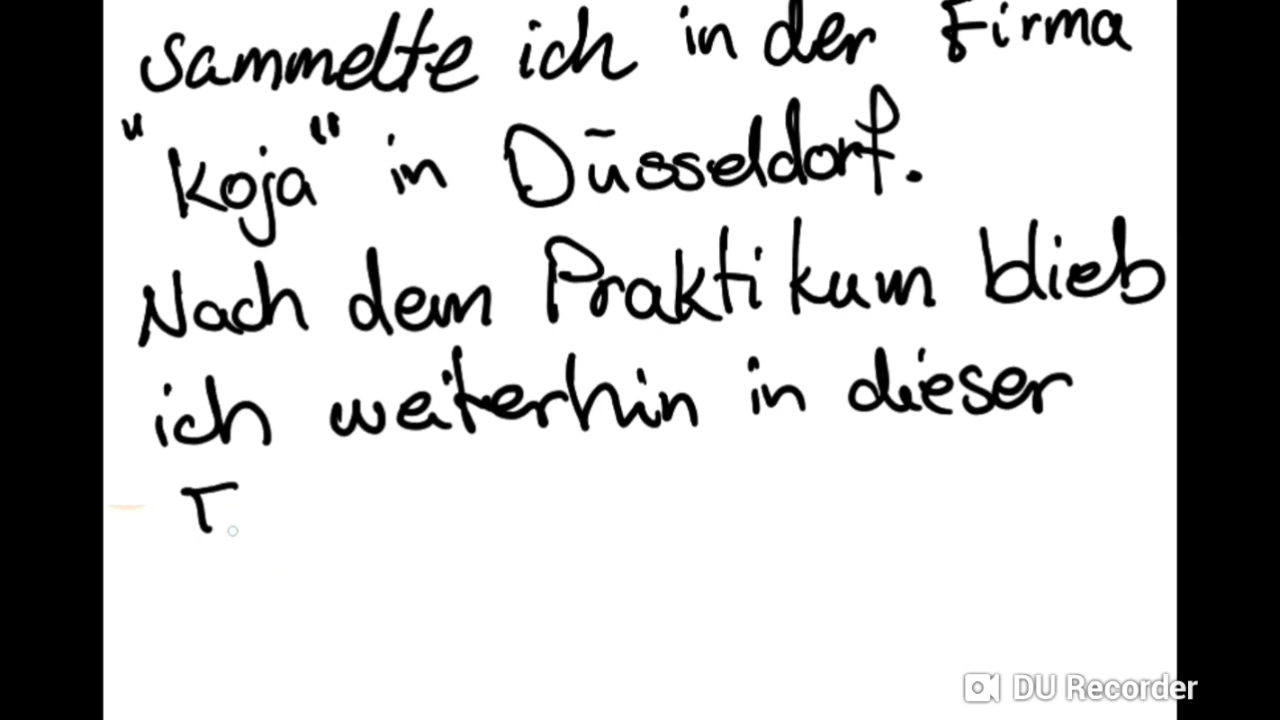 sammelte ich in der Firma
"Koja" in Düsseldorf.
Nach dem Praktikum blieb
ich weiterhin in dieser
DU Recorder